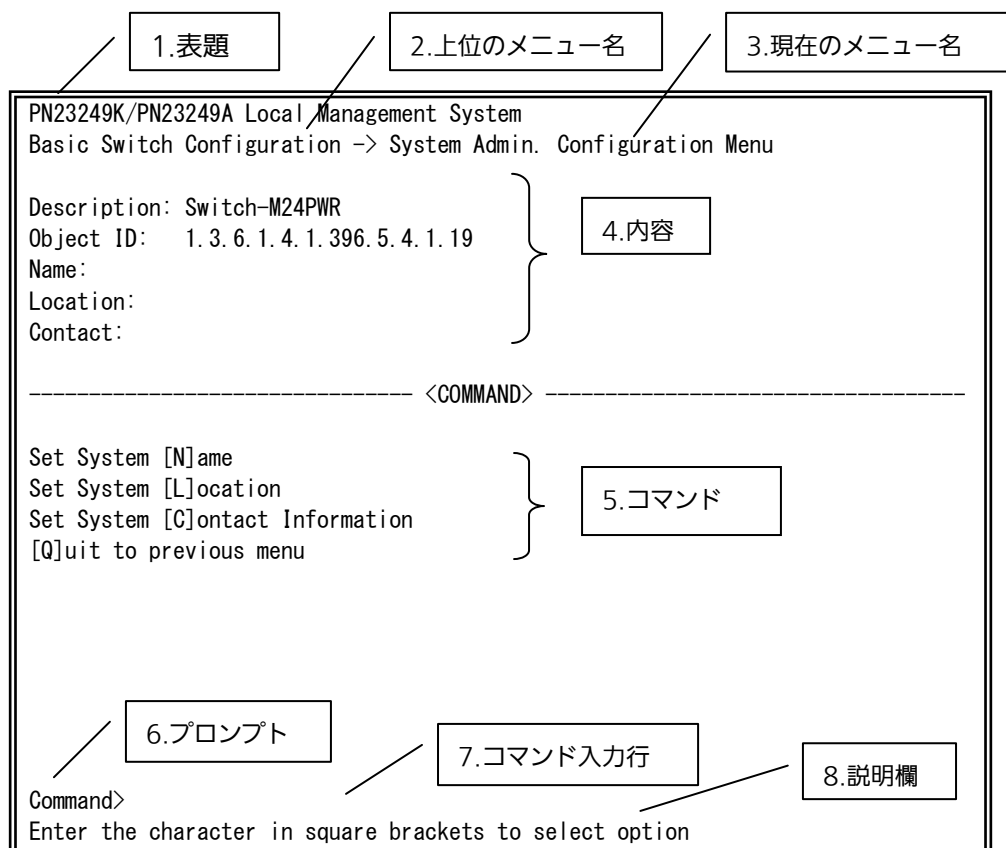 1.表題
2.上位のメニュー名
3.現在のメニュー名
PN23249K/PN23249A Local Management System
Basic Switch Configuration -> System Admin. Configuration Menu
Description: Switch-M24PWR
Object ID: 1.3.6.1.4.1.396.5.4.1.19
4.内容
Name:
Location:
Contact:
-------------------------------- <COMMAND> -----------------------------------
Set System [N]ame
Set System [L]ocation
5.コマンド
Set System [C]ontact Information
[Q]uit to previous menu
6.プロンプト
7.コマンド入力行
8.説明欄
Command>
Enter the character in square brackets to select option